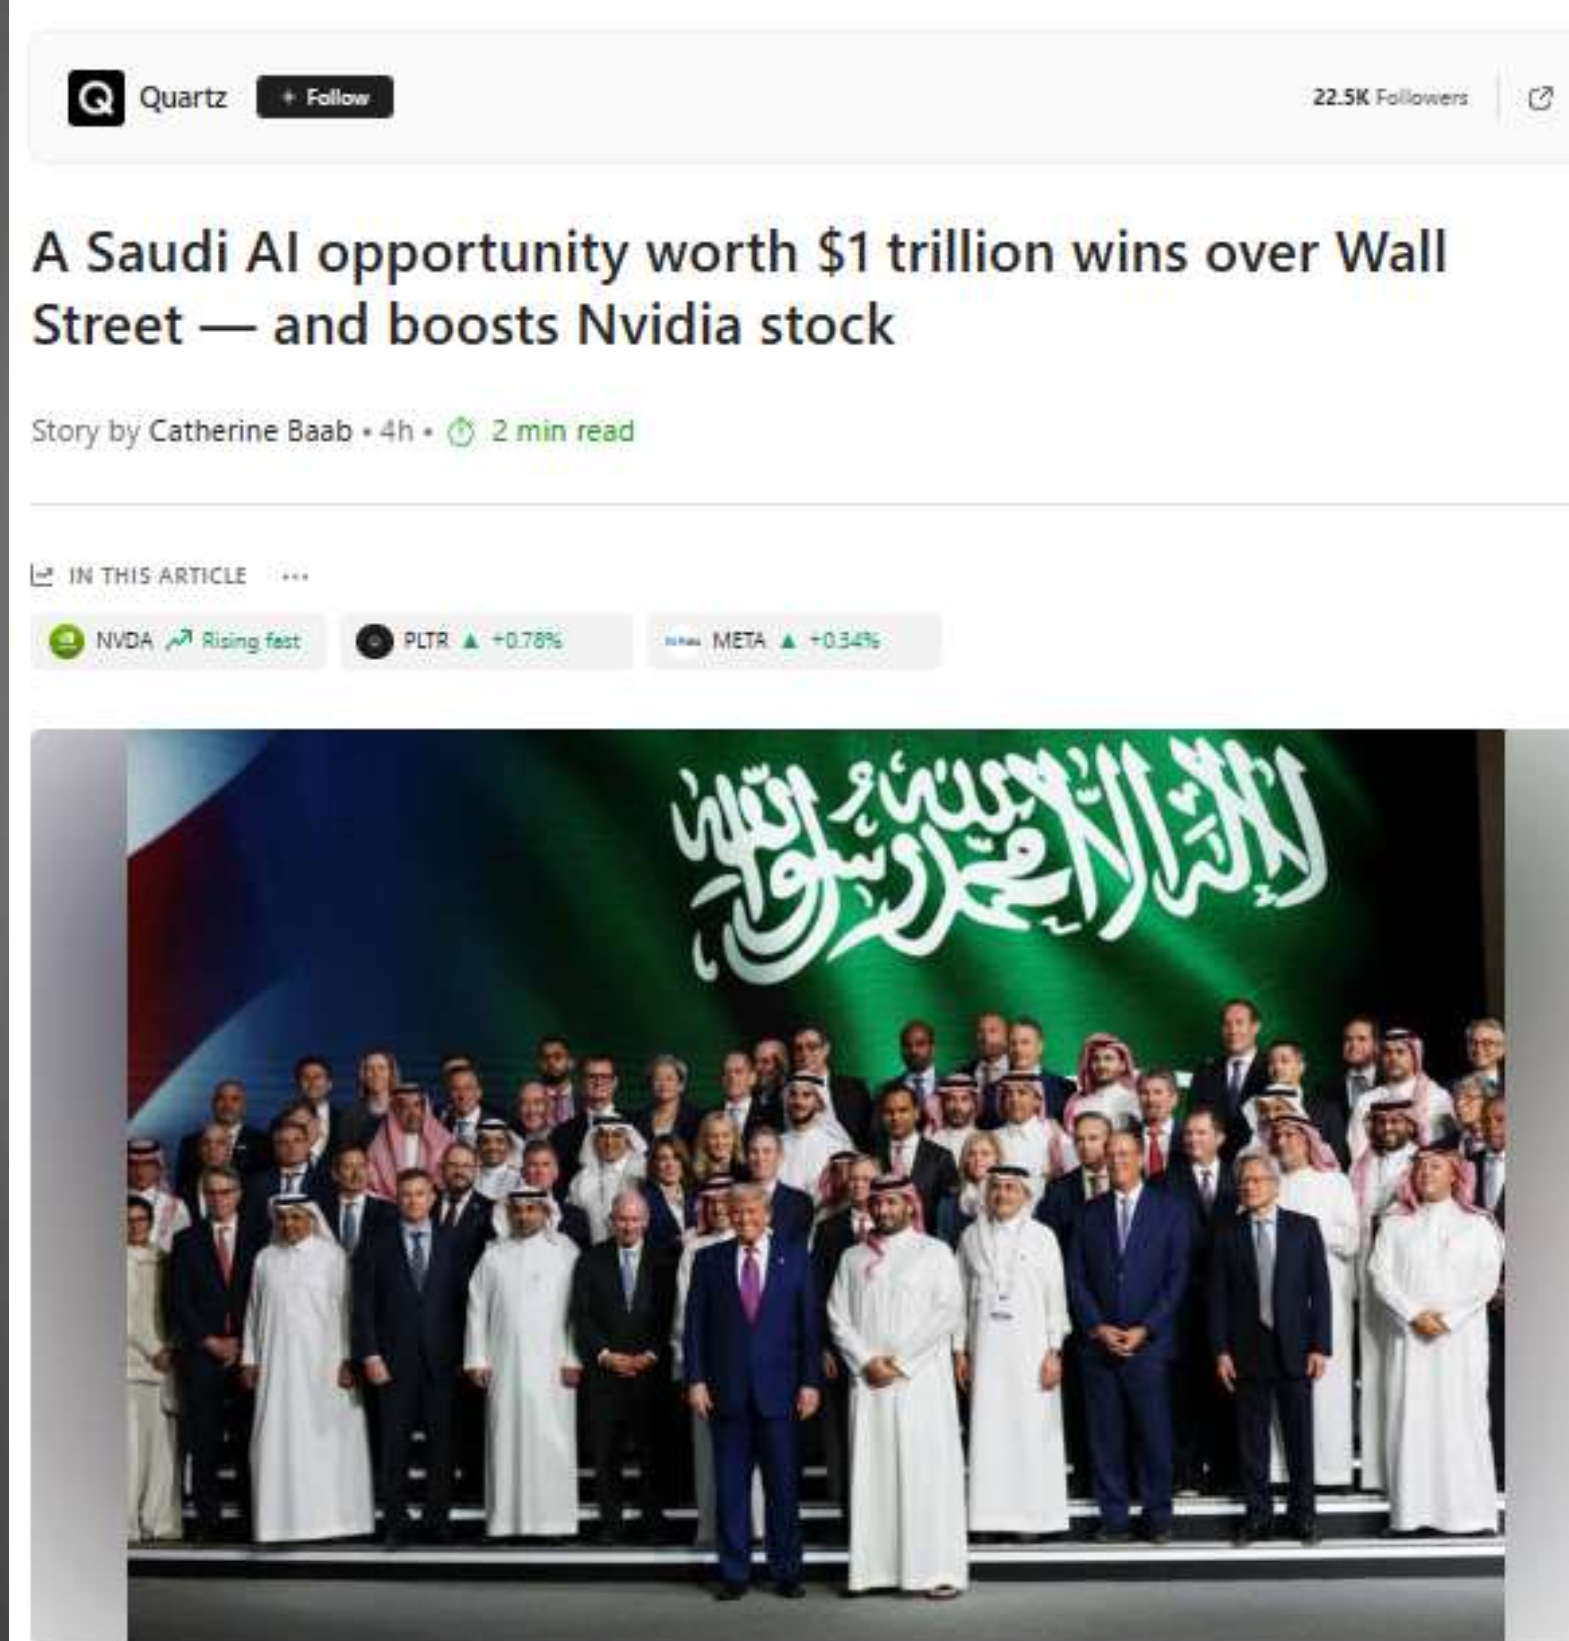 Quartz
+ Follow
22.5K Followers
A Saudi AI opportunity worth $1 trillion wins over Wall
Street — and boosts Nvidia stock
Story by Catherine Baab • 4h • 2 min read
IN THIS ARTICLE ...
NVDA Rising fast
PLTR ▲ +0.78%
META ▲ +0.34%
لا إله إلا الله محمد رسول الله